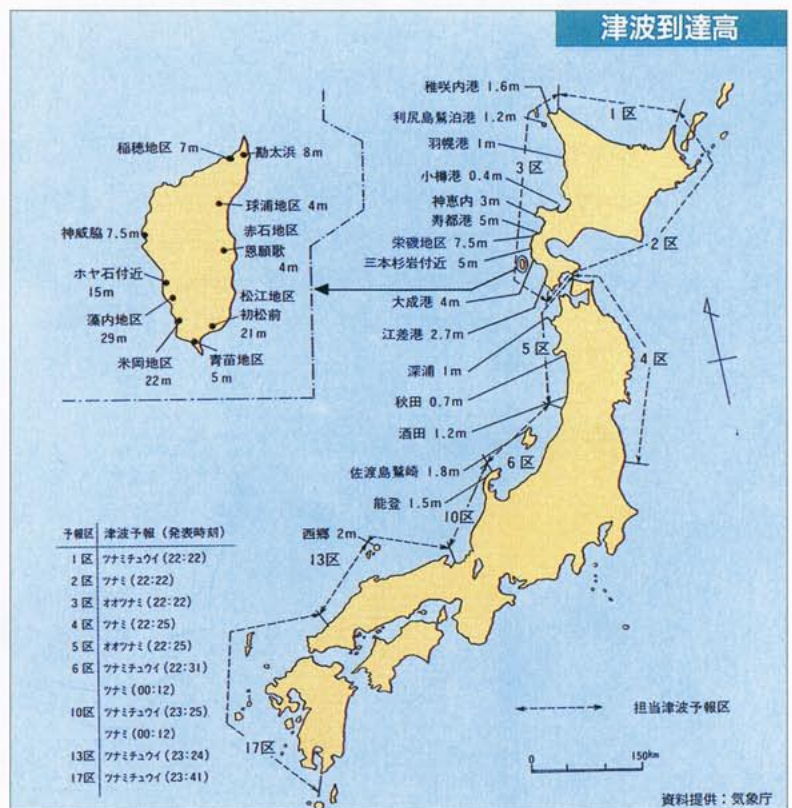 津波到達高
稚咲内港 1.6m
利尻島鷲泊港 1.2m
羽幌港 1m
小樽港 0.4m
神恵内 3m
寿都港 5m
栄磯地区 7.5m
三本杉岩付近 5m
大成港 4m
江差港 2.7m
深浦 1m
秋田 0.7m
酒田 1.2m
佐渡島鷲崎 1.8m
能登 1.5m
西郷 2m
1区
2区
3区
4区
5区
6区
10区
13区
17区
稲穂地区 7m
勘太浜 8m
球浦地区 4m
神威脇 7.5m
赤石地区
恩願歌
4m
ホヤ石付近
15m
松江地区
初松前
21m
藻内地区
29m
米岡地区
22m
青苗地区
5m
予報区 津波予報(発表時刻)
1区 ツナミチュウイ(22:22)
2区 ツナミ(22:22)
3区 オオツナミ(22:22)
4区 ツナミ(22:25)
5区 オオツナミ(22:25)
6区 ツナミチュウイ(22:31)
ツナミ(00:12)
10区 ツナミチュウイ(23:25)
ツナミ(00:12)
13区 ツナミチュウイ(23:24)
17区 ツナミチュウイ(23:41)
担当津波予報区
0 150km
資料提供:気象庁